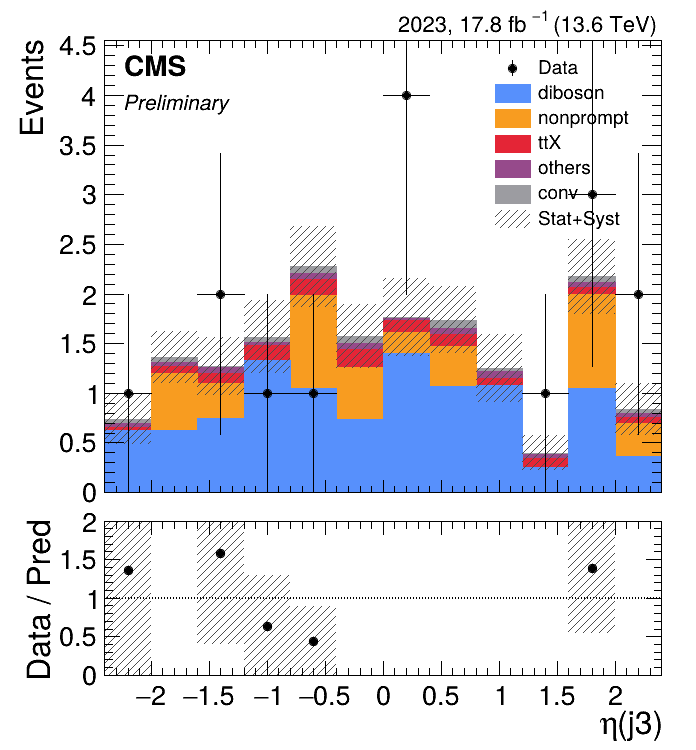 2023, 17.8 fb⁻¹ (13.6 TeV)
CMS
Preliminary
Events
4.5
4
3.5
3
2.5
2
1.5
1
0.5
0
Data
diboson
nonprompt
ttX
others
conv
Stat+Syst
Data / Pred
2
1.5
1
0.5
0
−2 −1.5 −1 −0.5 0 0.5 1 1.5 2
η(j3)